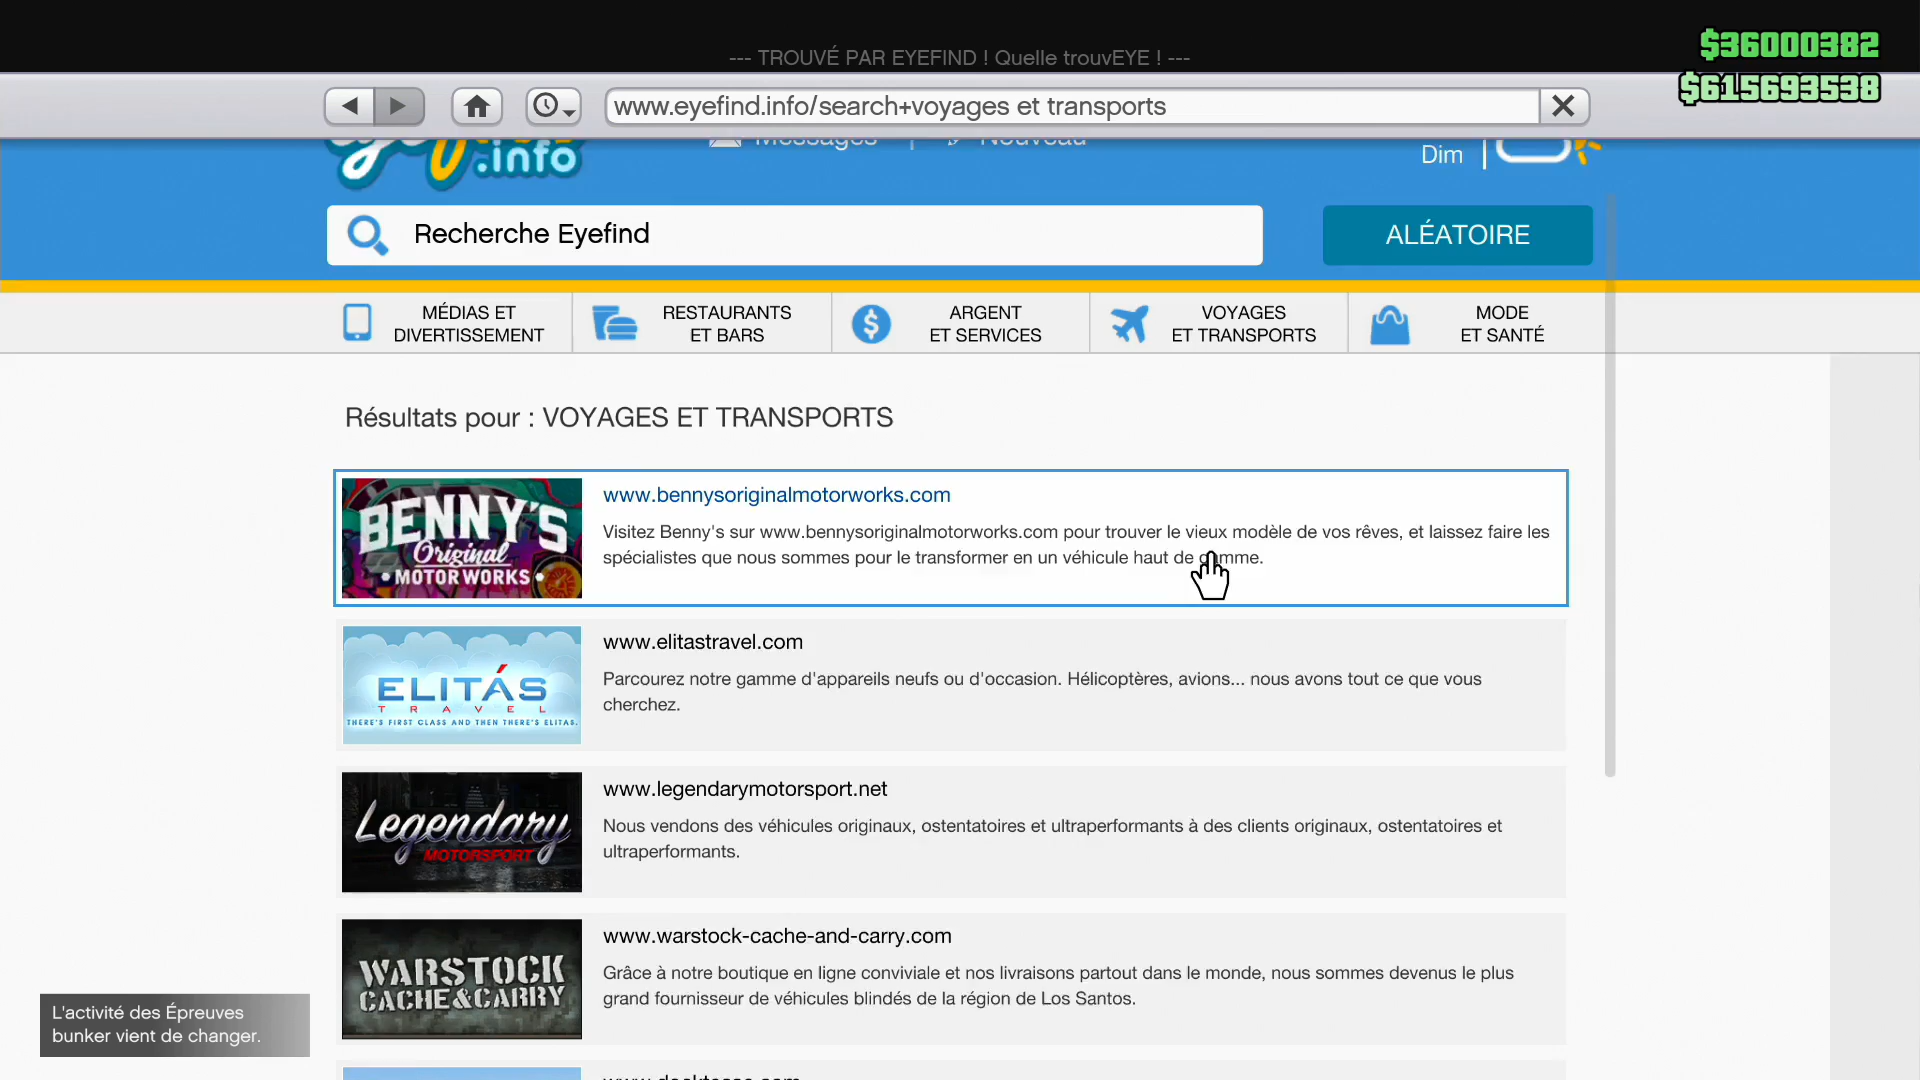 --- TROUVÉ PAR EYEFIND ! Quelle trouvEYE ! ---
$36000382
$615693538
www.eyefind.info/search+voyages et transports
.info
Messages | Nouveau
Dim
Recherche Eyefind
ALÉATOIRE
MÉDIAS ET
DIVERTISSEMENT
RESTAURANTS
ET BARS
ARGENT
ET SERVICES
VOYAGES
ET TRANSPORTS
MODE
ET SANTÉ
Résultats pour : VOYAGES ET TRANSPORTS
BENNY'S
Original
MOTOR WORKS
www.bennysoriginalmotorworks.com
Visitez Benny's sur www.bennysoriginalmotorworks.com pour trouver le vieux modèle de vos rêves, et laissez faire les
spécialistes que nous sommes pour le transformer en un véhicule haut de gamme.
ELITÁS
TRAVEL
THERE'S FIRST CLASS AND THEN THERE'S ELITAS.
www.elitastravel.com
Parcourez notre gamme d'appareils neufs ou d'occasion. Hélicoptères, avions... nous avons tout ce que vous
cherchez.
Legendary
MOTORSPORT
www.legendarymotorsport.net
Nous vendons des véhicules originaux, ostentatoires et ultraperformants à des clients originaux, ostentatoires et
ultraperformants.
WARSTOCK
CACHE&CARRY
www.warstock-cache-and-carry.com
Grâce à notre boutique en ligne conviviale et nos livraisons partout dans le monde, nous sommes devenus le plus
grand fournisseur de véhicules blindés de la région de Los Santos.
L'activité des Épreuves
bunker vient de changer.